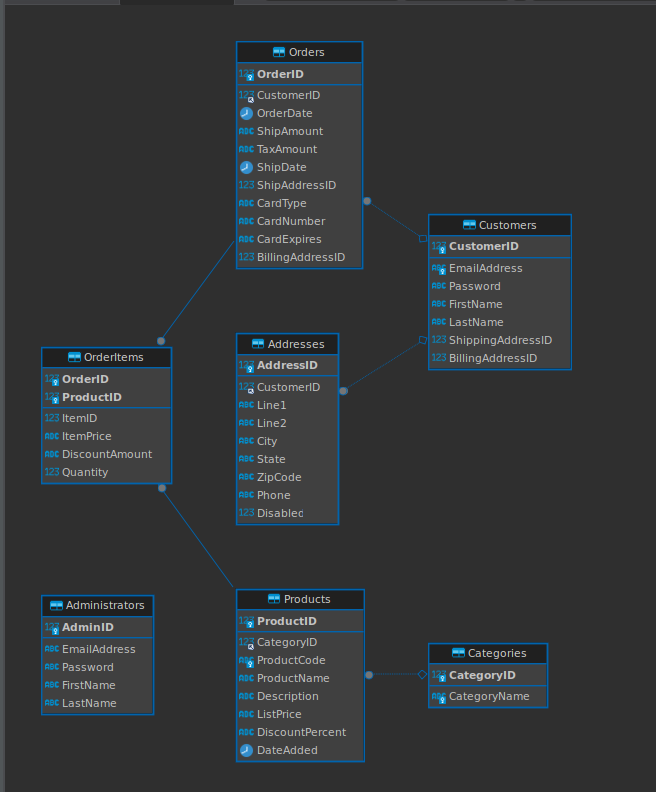 Orders
123 OrderID
123 CustomerID
OrderDate
ABC ShipAmount
ABC TaxAmount
ShipDate
123 ShipAddressID
ABC CardType
ABC CardNumber
ABC CardExpires
123 BillingAddressID
Customers
123 CustomerID
ABC EmailAddress
ABC Password
ABC FirstName
ABC LastName
123 ShippingAddressID
123 BillingAddressID
OrderItems
123 OrderID
123 ProductID
123 ItemID
ABC ItemPrice
ABC DiscountAmount
123 Quantity
Addresses
123 AddressID
123 CustomerID
ABC Line1
ABC Line2
ABC City
ABC State
ABC ZipCode
ABC Phone
123 Disabled
Administrators
123 AdminID
ABC EmailAddress
ABC Password
ABC FirstName
ABC LastName
Products
123 ProductID
123 CategoryID
ABC ProductCode
ABC ProductName
ABC Description
ABC ListPrice
ABC DiscountPercent
DateAdded
Categories
123 CategoryID
ABC CategoryName